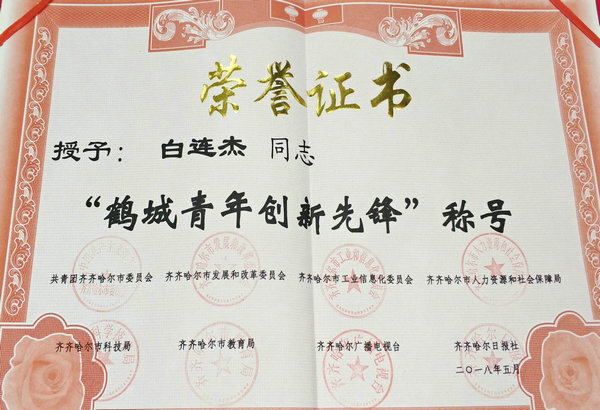 荣誉证书
授予：白连杰 同志
“鹤城青年创新先锋”称号
共青团齐齐哈尔市委员会 齐齐哈尔市发展和改革委员会 齐齐哈尔市工业信息化委员会 齐齐哈尔市人力资源和社会保障局
齐齐哈尔市科技局 齐齐哈尔市教育局 齐齐哈尔广播电视台 齐齐哈尔日报社
二〇一八年五月